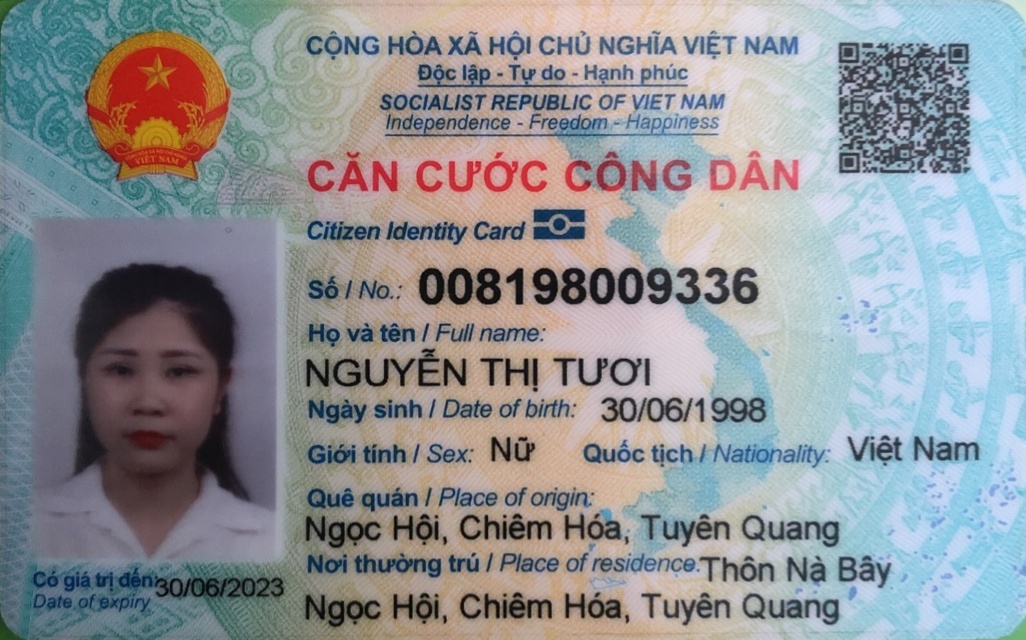 CỘNG HÒA XÃ HỘI CHỦ NGHĨA VIỆT NAM
Độc lập - Tự do - Hạnh phúc
SOCIALIST REPUBLIC OF VIET NAM
Independence - Freedom - Happiness
VIỆT NAM
CĂN CƯỚC CÔNG DÂN
Citizen Identity Card
Số / No.: 008198009336
Họ và tên / Full name:
NGUYỄN THỊ TƯƠI
Ngày sinh / Date of birth: 30/06/1998
Giới tính / Sex: Nữ Quốc tịch / Nationality: Việt Nam
Quê quán / Place of origin:
Ngọc Hội, Chiêm Hóa, Tuyên Quang
Nơi thường trú / Place of residence: Thôn Nà Bây
Ngọc Hội, Chiêm Hóa, Tuyên Quang
Có giá trị đến: 30/06/2023
Date of expiry